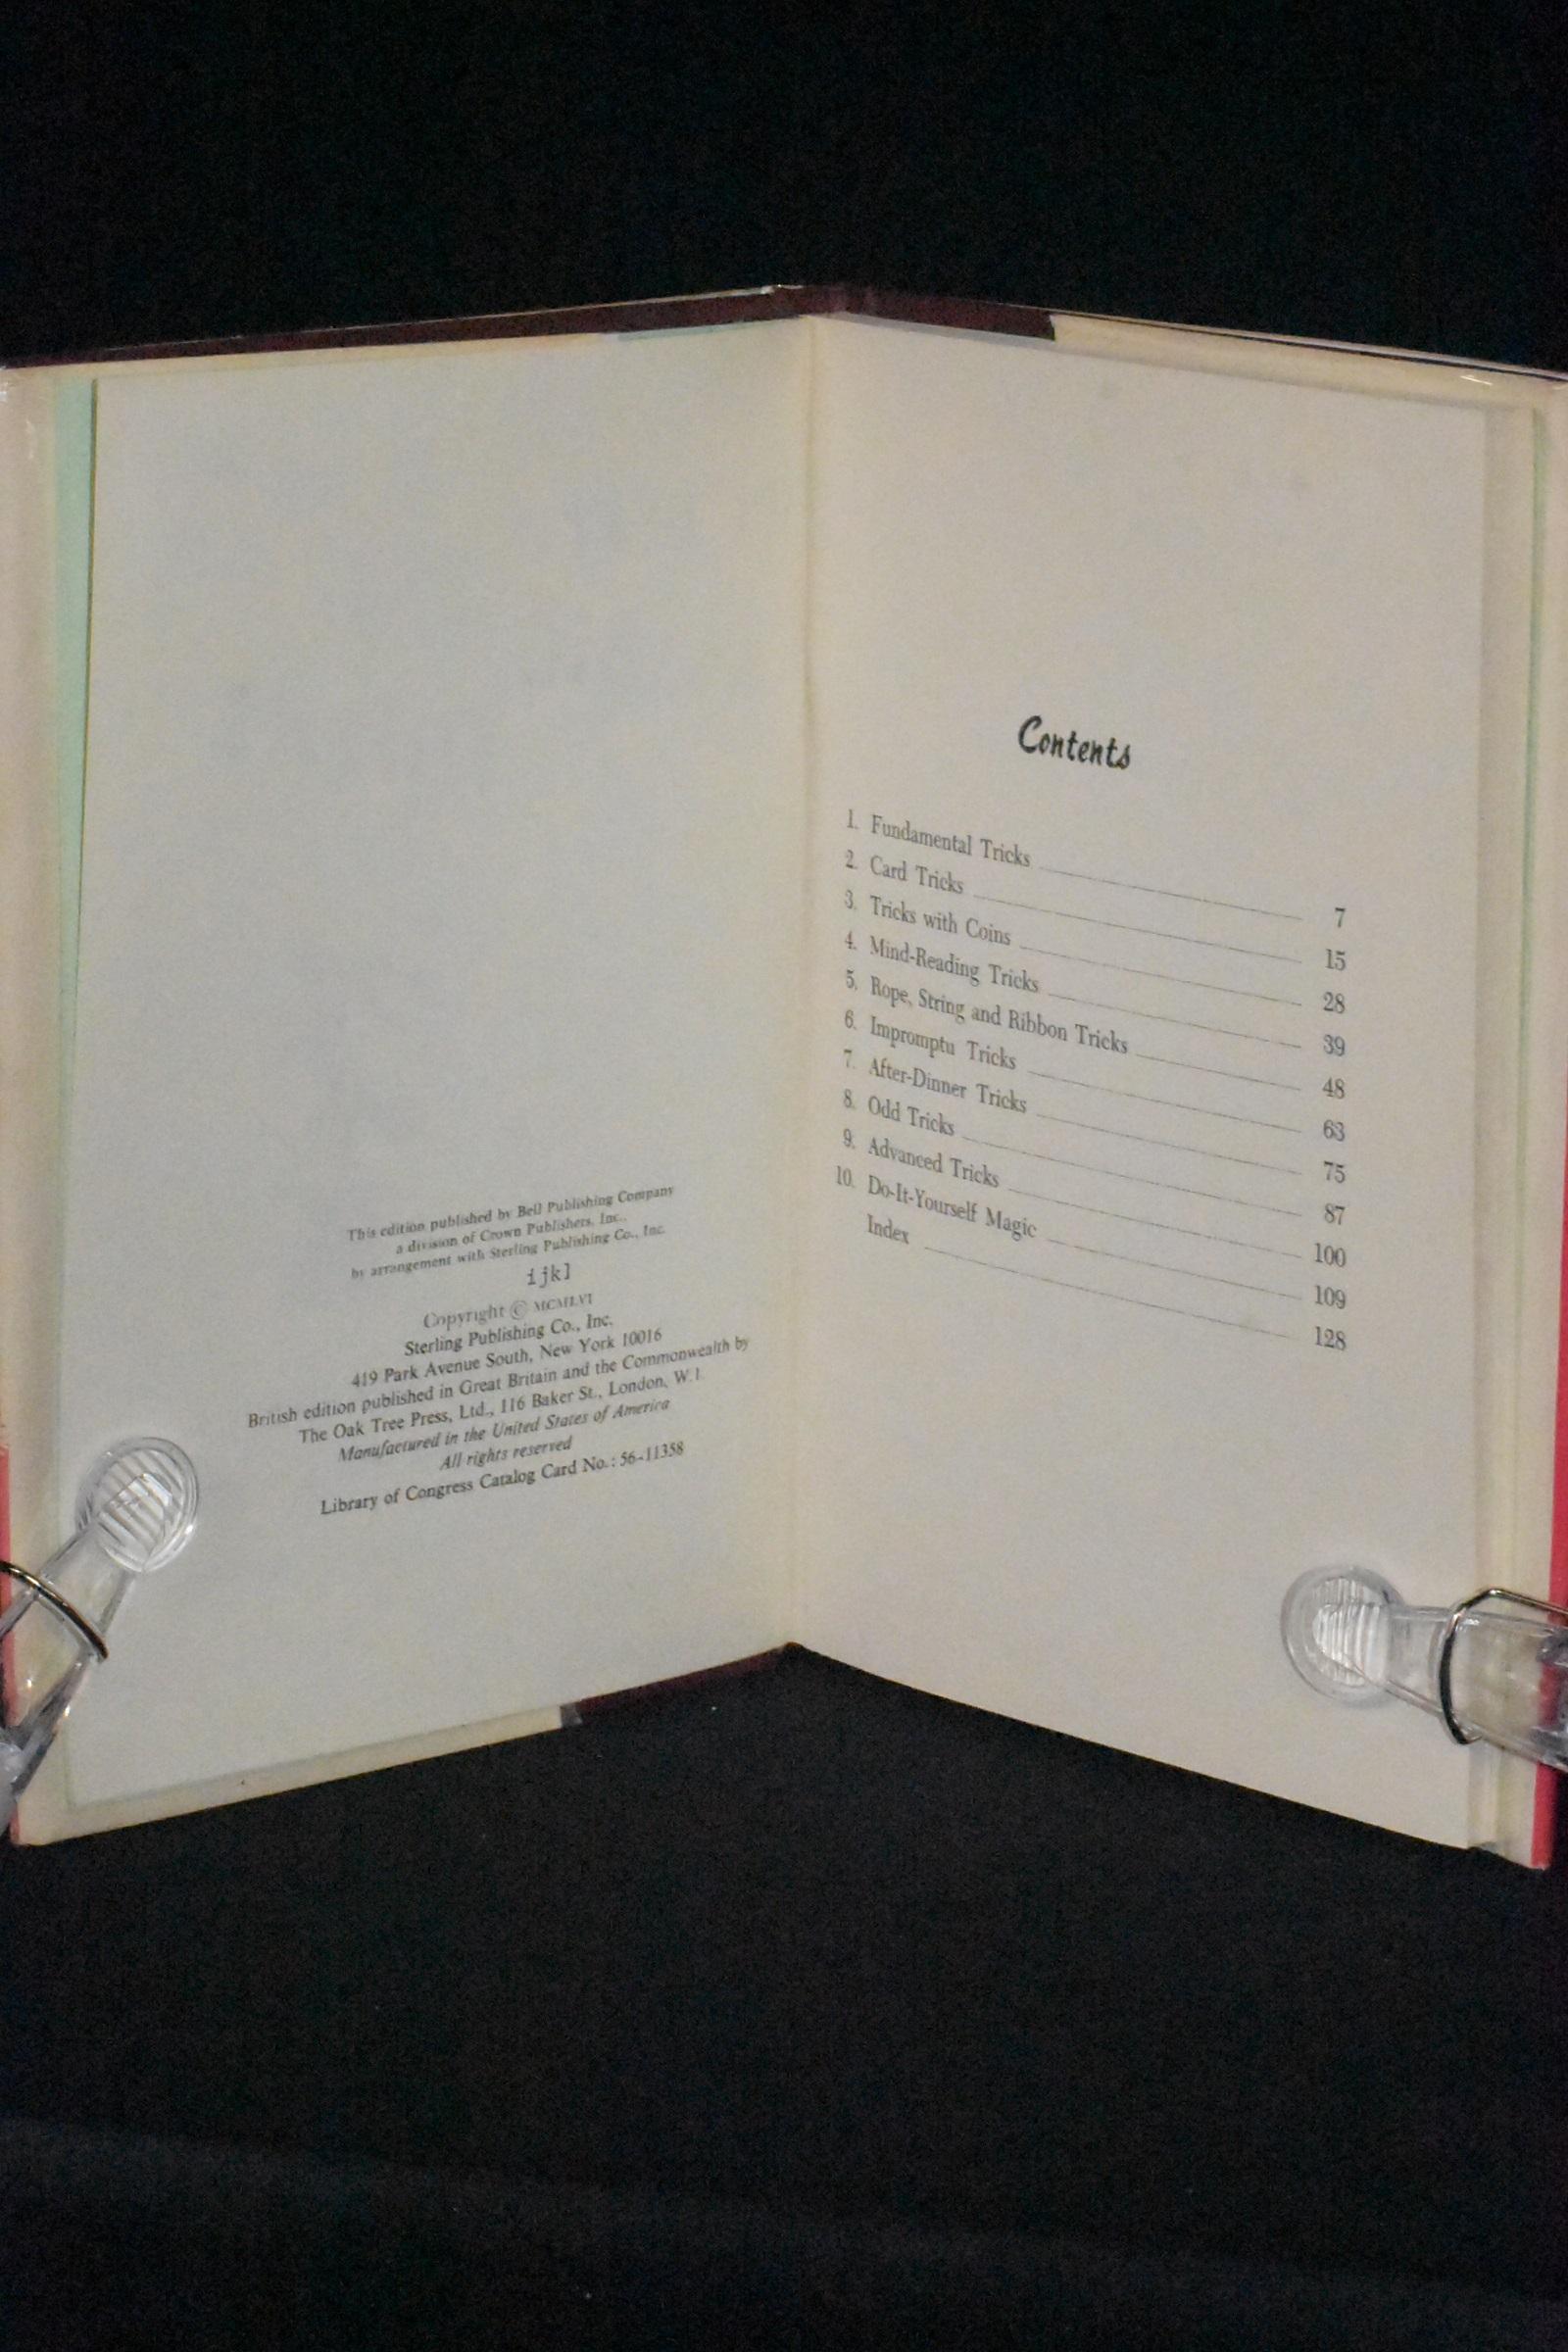 This edition published by Bell Publishing Company
a division of Crown Publishers, Inc.,
by arrangement with Sterling Publishing Co., Inc.
ijkl
Copyright © MCMLVI
Sterling Publishing Co., Inc.
419 Park Avenue South, New York 10016
British edition published in Great Britain and the Commonwealth by
The Oak Tree Press, Ltd., 116 Baker St., London, W.1
Manufactured in the United States of America
All rights reserved
Library of Congress Catalog Card No.: 56-11358
Contents
1. Fundamental Tricks 7
2. Card Tricks 15
3. Tricks with Coins 28
4. Mind-Reading Tricks 39
5. Rope, String and Ribbon Tricks 48
6. Impromptu Tricks 63
7. After-Dinner Tricks 75
8. Odd Tricks 87
9. Advanced Tricks 100
10. Do-It-Yourself Magic 109
Index 128